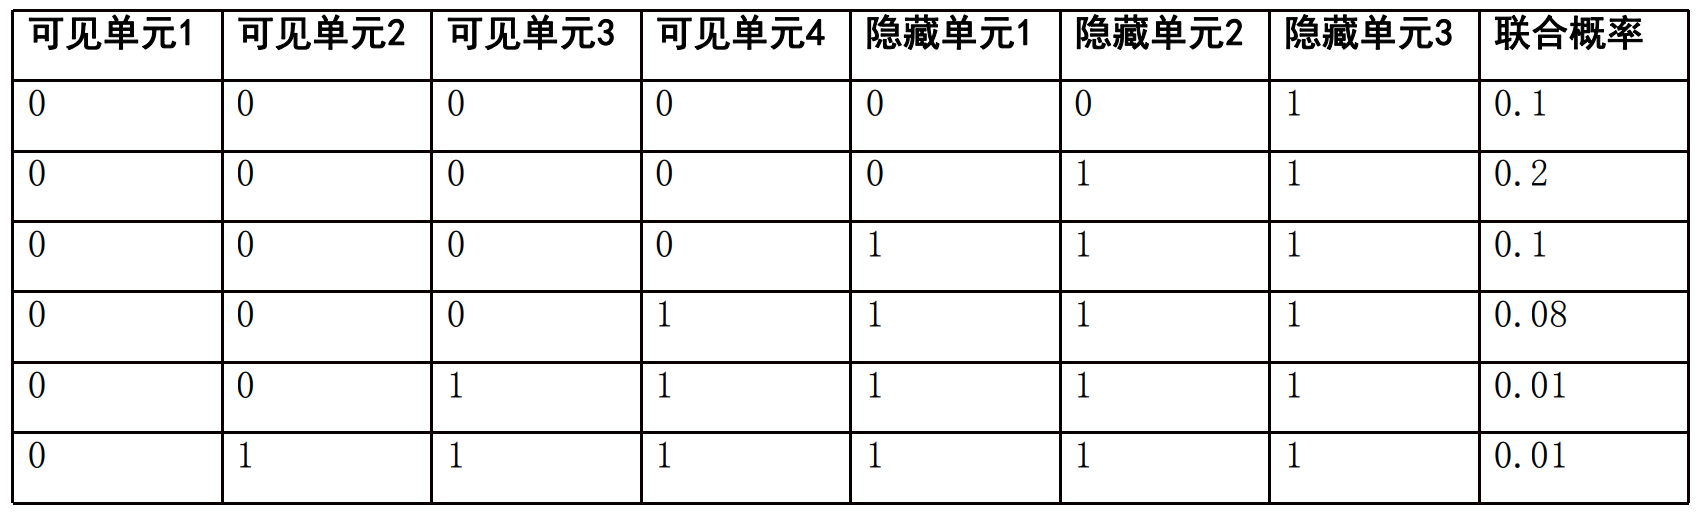 可见单元1 可见单元2 可见单元3 可见单元4 隐藏单元1 隐藏单元2 隐藏单元3 联合概率
0 0 0 0 0 0 1 0.1
0 0 0 0 0 1 1 0.2
0 0 0 0 1 1 1 0.1
0 0 0 1 1 1 1 0.08
0 0 1 1 1 1 1 0.01
0 1 1 1 1 1 1 0.01